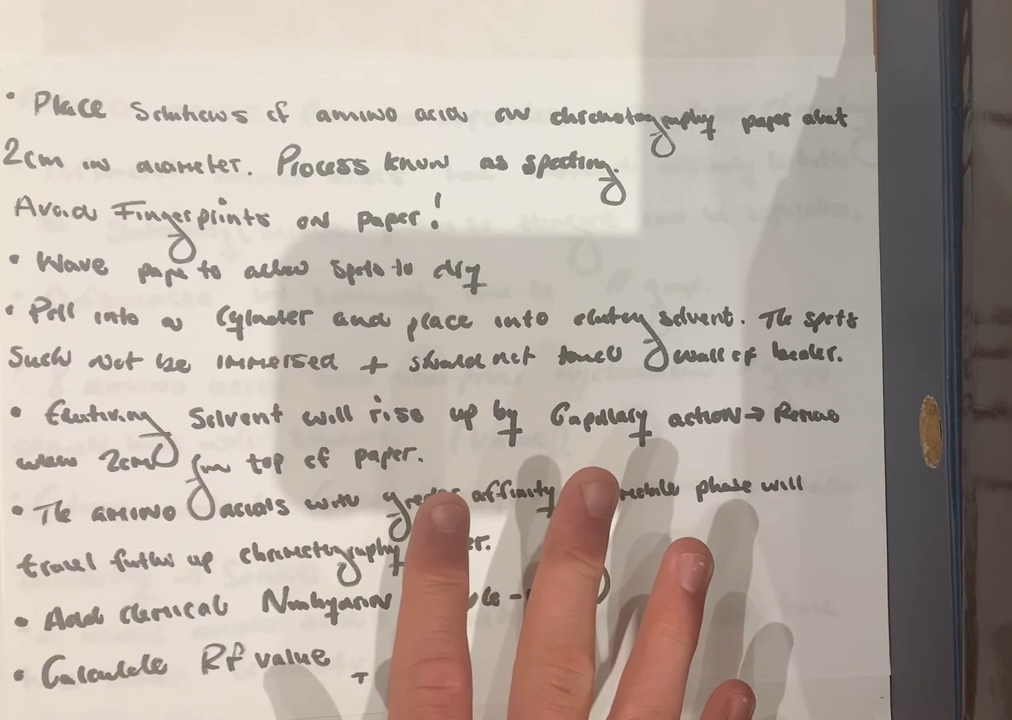 • Place Solutions of amino acids on chromotography paper about
2cm in diameter. Process known as spotting.
Avoid Fingerprints on paper!
• Wave paper to allow spots to dry
• Roll into a Cylinder and place into eluting solvent. The spots
Such not be immersed + should not touch wall of beaker.
• Eluting Solvent will rise up by Capillary action → Remove
when 2cm from top of paper.
• The amino acids with affinity mobile phase will
travel further up chromotography
• Add chemical
• Calculate Rf value